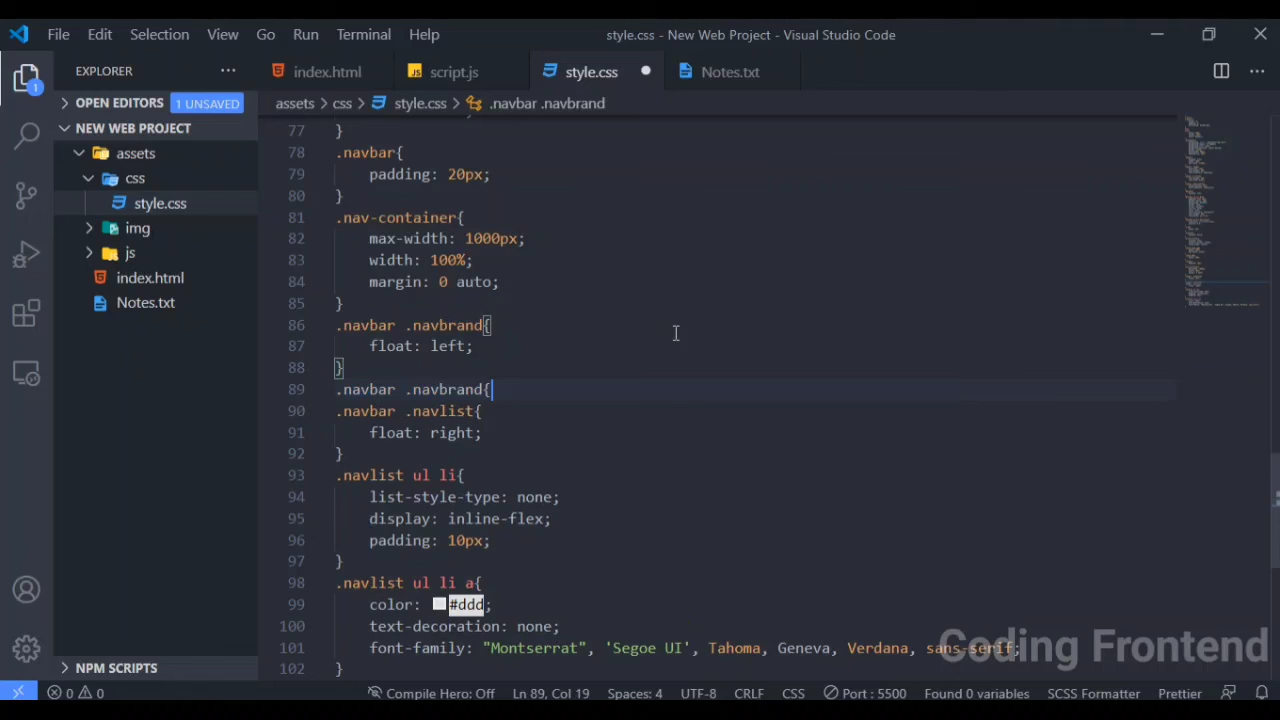 File Edit Selection View Go Run Terminal Help style.css - New Web Project - Visual Studio Code
EXPLORER index.html script.js style.css Notes.txt
OPEN EDITORS 1 UNSAVED
assets > css > style.css > .navbar .navbrand
NEW WEB PROJECT
assets
css
style.css
img
js
index.html
Notes.txt
NPM SCRIPTS
77 }
78 .navbar{
79 padding: 20px;
80 }
81 .nav-container{
82 max-width: 1000px;
83 width: 100%;
84 margin: 0 auto;
85 }
86 .navbar .navbrand{
87 float: left;
88 }
89 .navbar .navbrand{
90 .navbar .navlist{
91 float: right;
92 }
93 .navlist ul li{
94 list-style-type: none;
95 display: inline-flex;
96 padding: 10px;
97 }
98 .navlist ul li a{
99 color: #ddd;
100 text-decoration: none;
101 font-family: "Montserrat", 'Segoe UI', Tahoma, Geneva, Verdana, sans-serif;
102 }
Coding Frontend
1
0 0 Compile Hero: Off Ln 89, Col 19 Spaces: 4 UTF-8 CRLF CSS Port : 5500 Found 0 variables SCSS Formatter Prettier